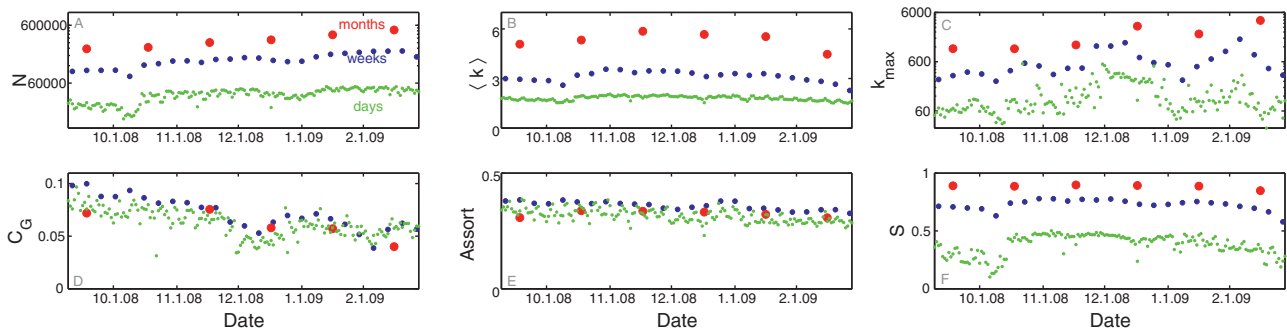 A
600000
60000
N
months
weeks
days
10.1.08 11.1.08 12.1.08 1.1.09 2.1.09
B
6
3
0
⟨ k ⟩
10.1.08 11.1.08 12.1.08 1.1.09 2.1.09
C
6000
600
60
k_max
10.1.08 11.1.08 12.1.08 1.1.09 2.1.09
D
0.1
0.05
0
C_G
10.1.08 11.1.08 12.1.08 1.1.09 2.1.09
Date
E
0.5
0
Assort
10.1.08 11.1.08 12.1.08 1.1.09 2.1.09
Date
F
1
0.5
0
S
10.1.08 11.1.08 12.1.08 1.1.09 2.1.09
Date